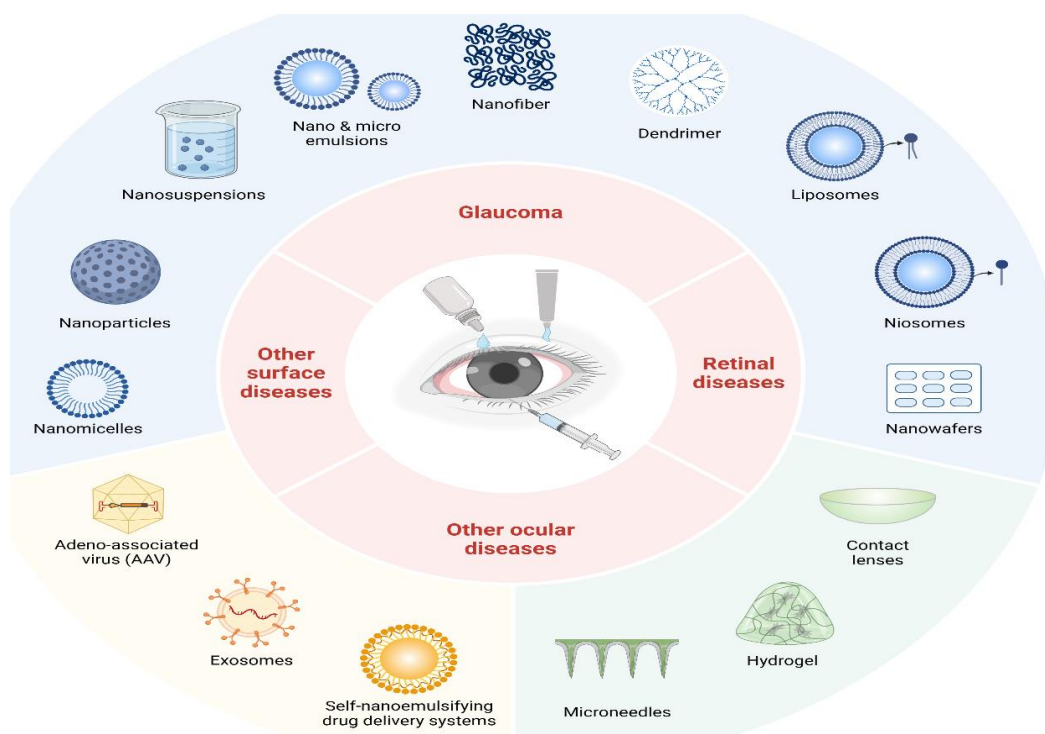 Nanofiber
Nano & micro
emulsions
Dendrimer
Nanosuspensions
Liposomes
Glaucoma
Nanoparticles
Niosomes
Other
surface
diseases
Retinal
diseases
Nanomicelles
Nanowafers
Other ocular
diseases
Adeno-associated
virus (AAV)
Contact
lenses
Exosomes
Hydrogel
Self-nanoemulsifying
drug delivery systems
Microneedles